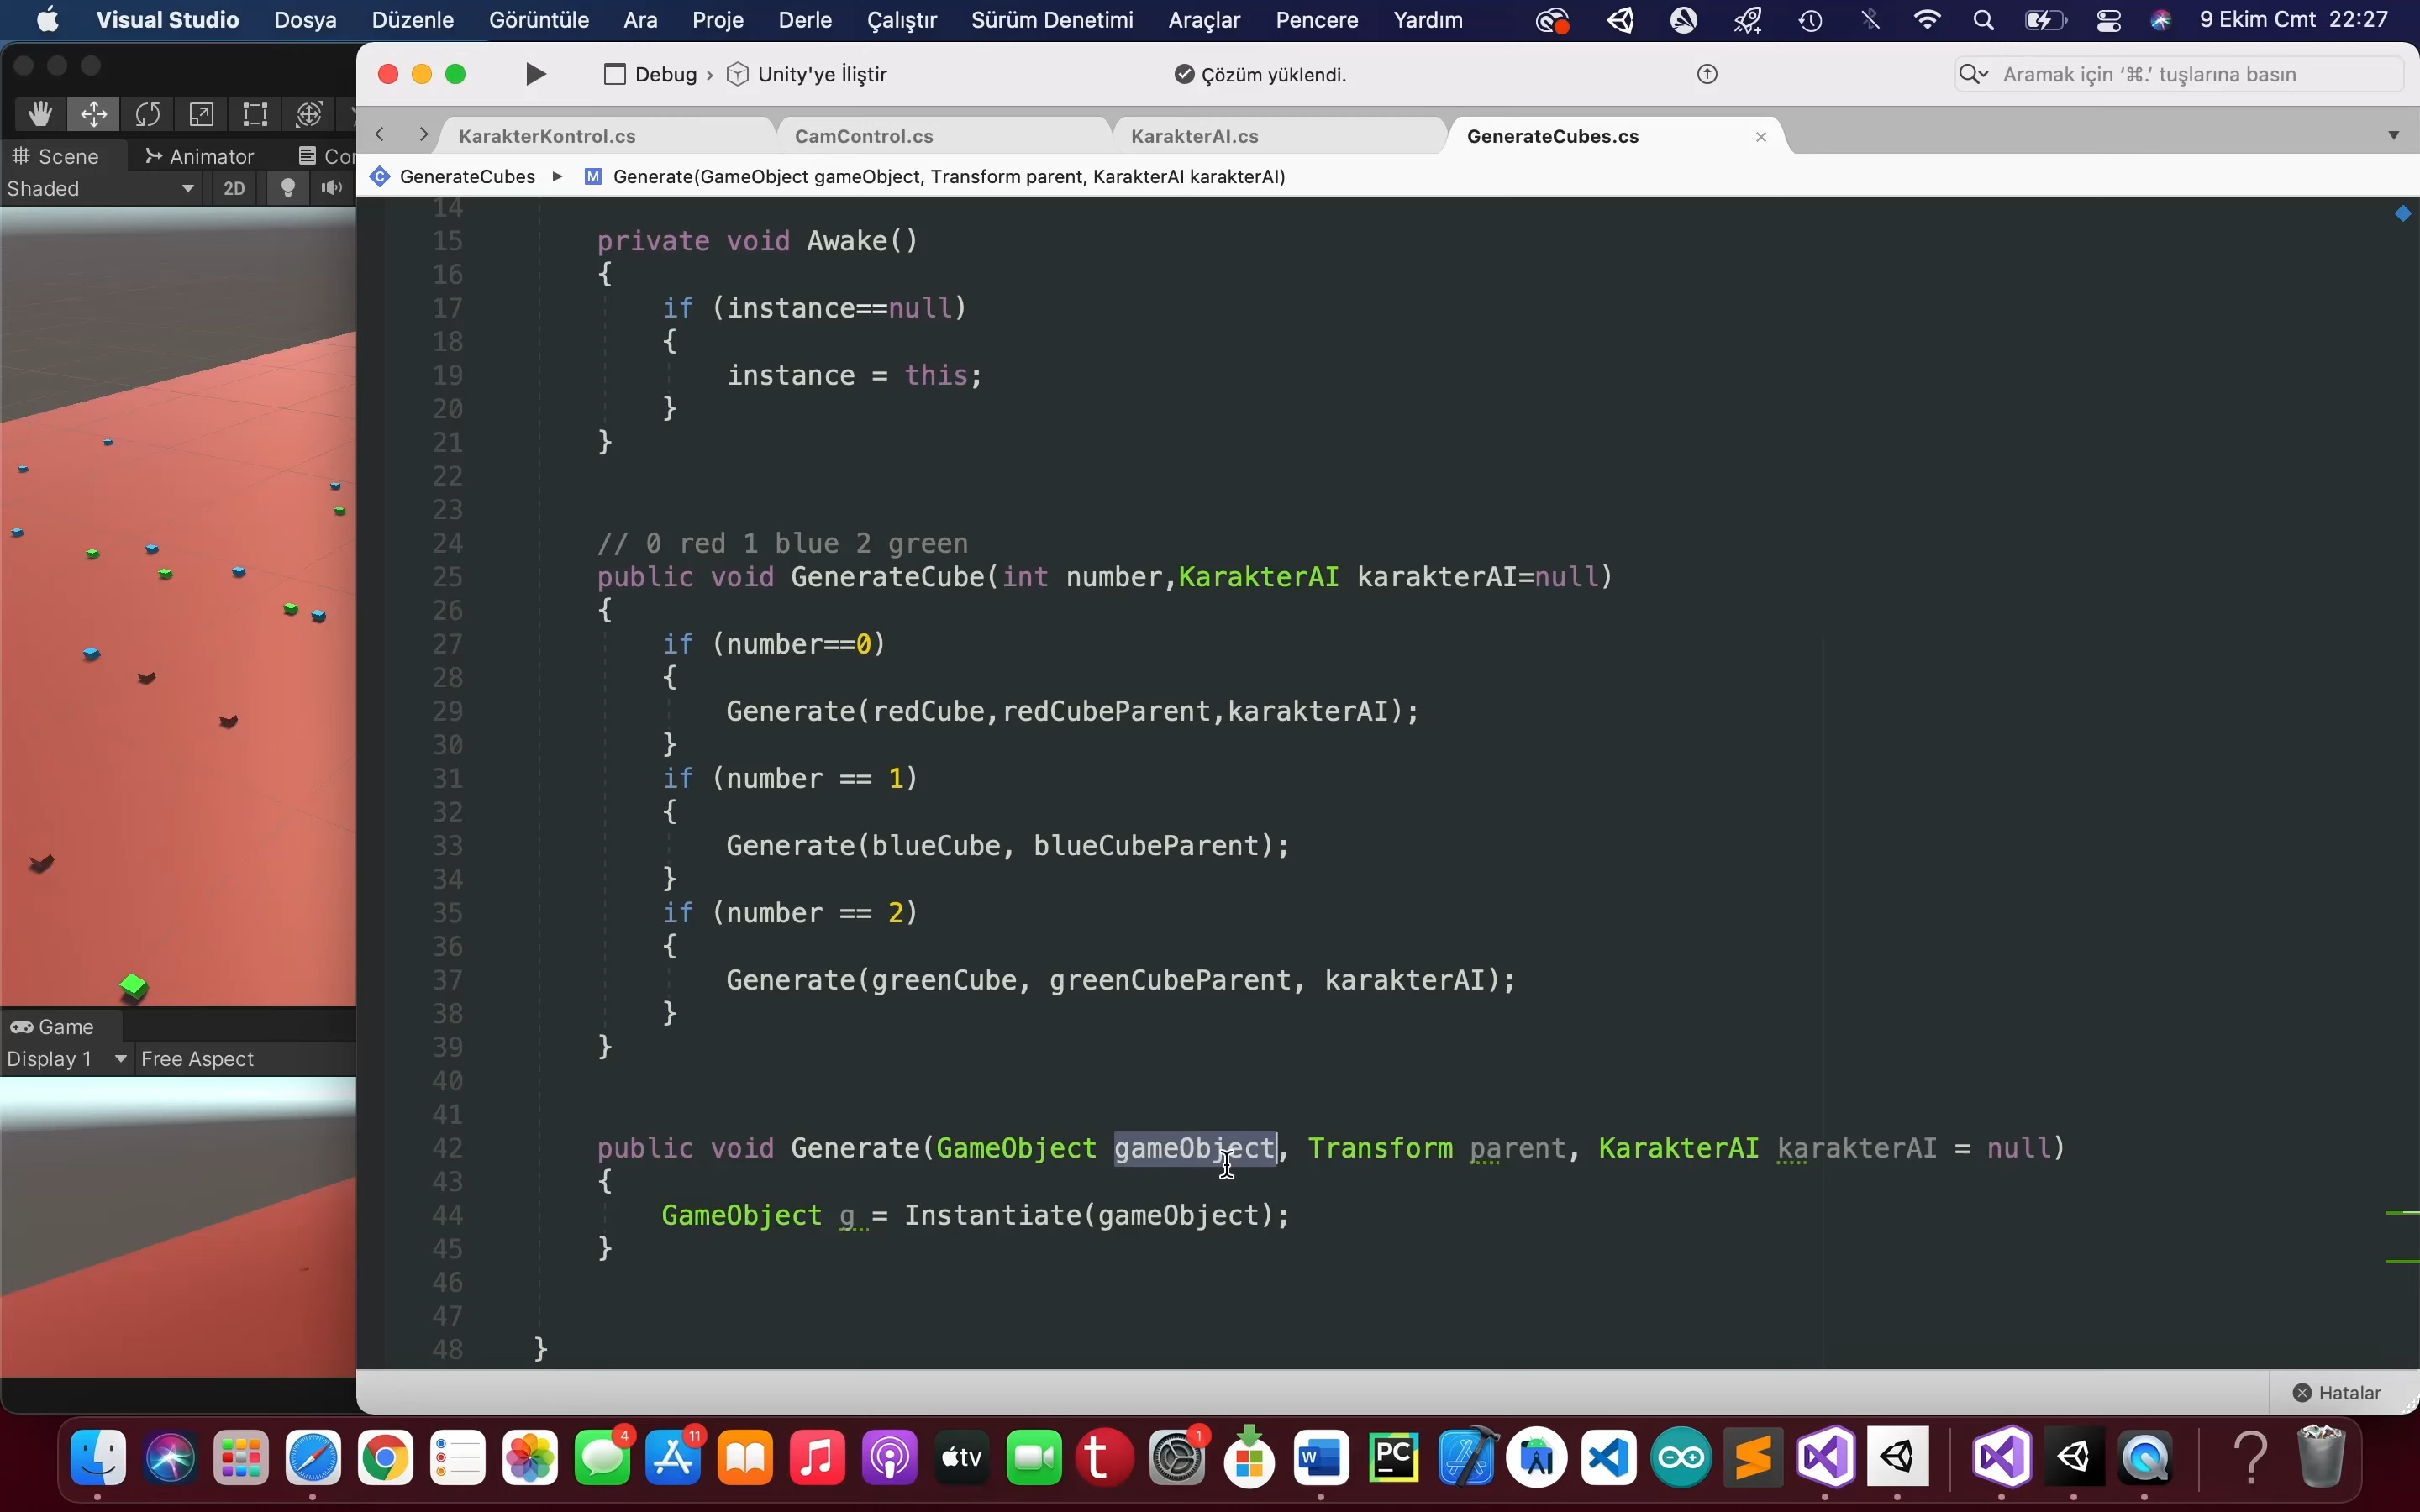 Visual Studio Dosya Düzenle Görüntüle Ara Proje Derle Çalıştır Sürüm Denetimi Araçlar Pencere Yardım 9 Ekim Cmt 22:27
Debug › Unity'ye İliştir Çözüm yüklendi. Aramak için ‘⌘.’ tuşlarına basın
KarakterKontrol.cs CamControl.cs KarakterAI.cs GenerateCubes.cs
Scene Animator
GenerateCubes M Generate(GameObject gameObject, Transform parent, KarakterAI karakterAI)
Shaded 2D
14
15 private void Awake()
16 {
17 if (instance==null)
18 {
19 instance = this;
20 }
21 }
22
23
24 // 0 red 1 blue 2 green
25 public void GenerateCube(int number,KarakterAI karakterAI=null)
26 {
27 if (number==0)
28 {
29 Generate(redCube,redCubeParent,karakterAI);
30 }
31 if (number == 1)
32 {
33 Generate(blueCube, blueCubeParent);
34 }
35 if (number == 2)
36 {
37 Generate(greenCube, greenCubeParent, karakterAI);
38 }
39 }
40
41
42 public void Generate(GameObject gameObject, Transform parent, KarakterAI karakterAI = null)
43 {
44 GameObject g = Instantiate(gameObject);
45 }
46
47
48 }
Game
Display 1 Free Aspect
Hatalar
4 11 tv t 1 W PC